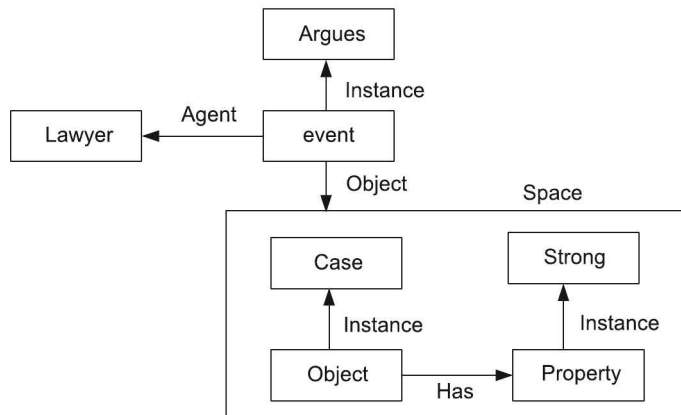 Argues
Instance
Agent
Lawyer
event
Object
Space
Case
Strong
Instance
Instance
Object
Has
Property